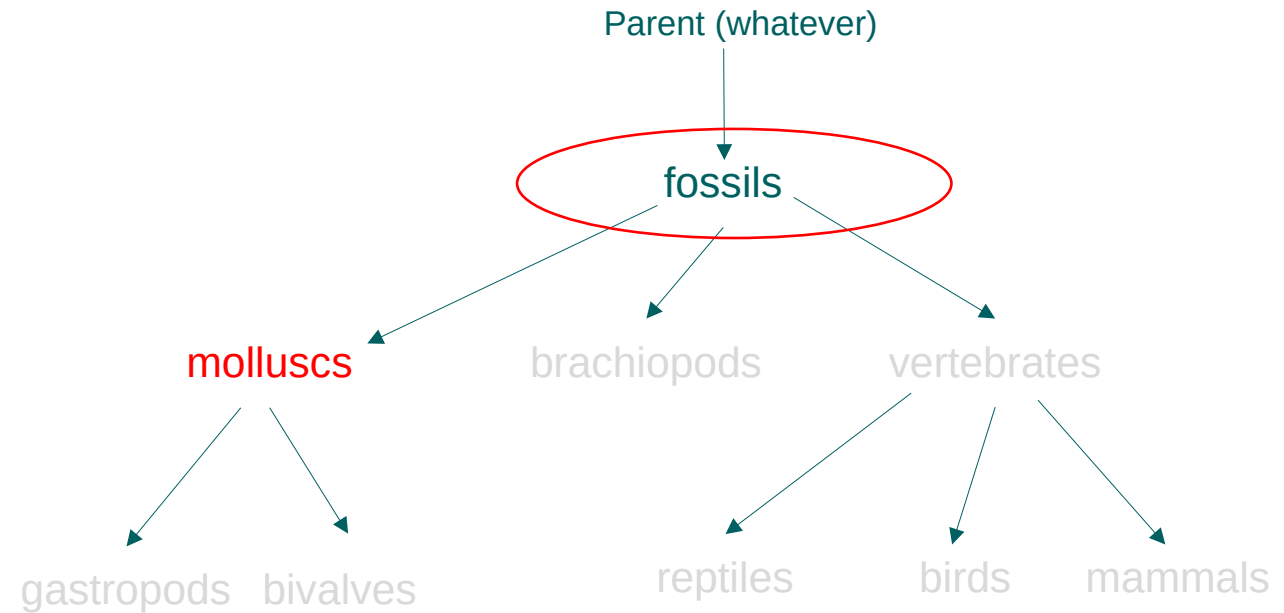 Parent (whatever)
fossils
molluscs
brachiopods
vertebrates
gastropods
bivalves
reptiles
birds
mammals